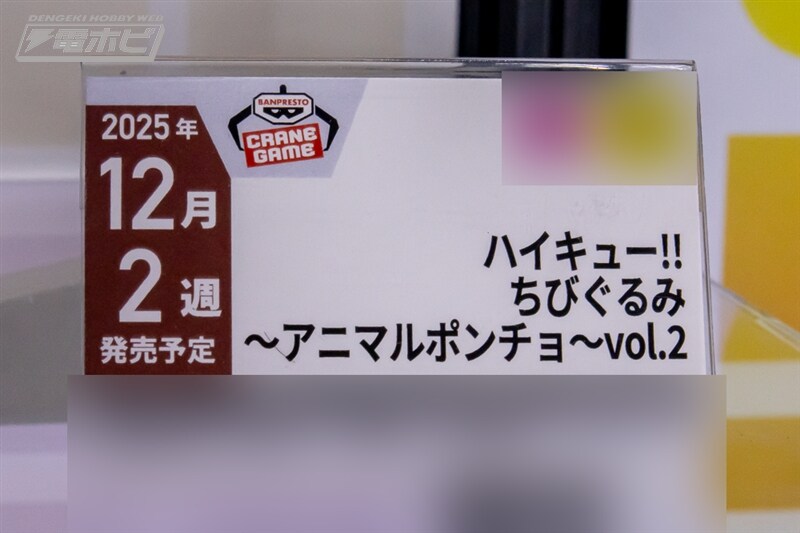 DENGEKI HOBBY WEB
電ホビ
2025年
12月
2週
発売予定
BANPRESTO
CRANE
GAME
ハイキュー!!
ちびぐるみ
~アニマルポンチョ~vol.2